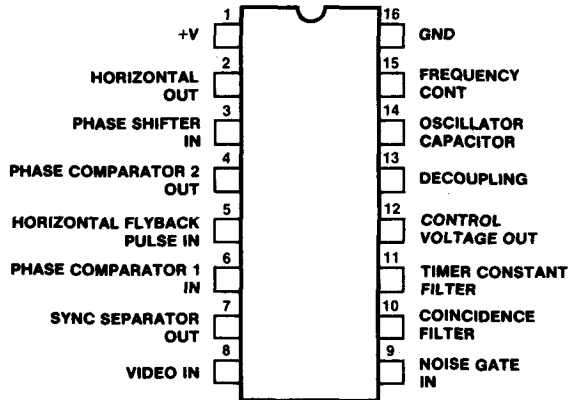 1
+V
2
HORIZONTAL
OUT
3
PHASE SHIFTER
IN
4
PHASE COMPARATOR 2
OUT
5
HORIZONTAL FLYBACK
PULSE IN
6
PHASE COMPARATOR 1
IN
7
SYNC SEPARATOR
OUT
8
VIDEO IN
16
GND
15
FREQUENCY
CONT
14
OSCILLATOR
CAPACITOR
13
DECOUPLING
12
CONTROL
VOLTAGE OUT
11
TIMER CONSTANT
FILTER
10
COINCIDENCE
FILTER
9
NOISE GATE
IN